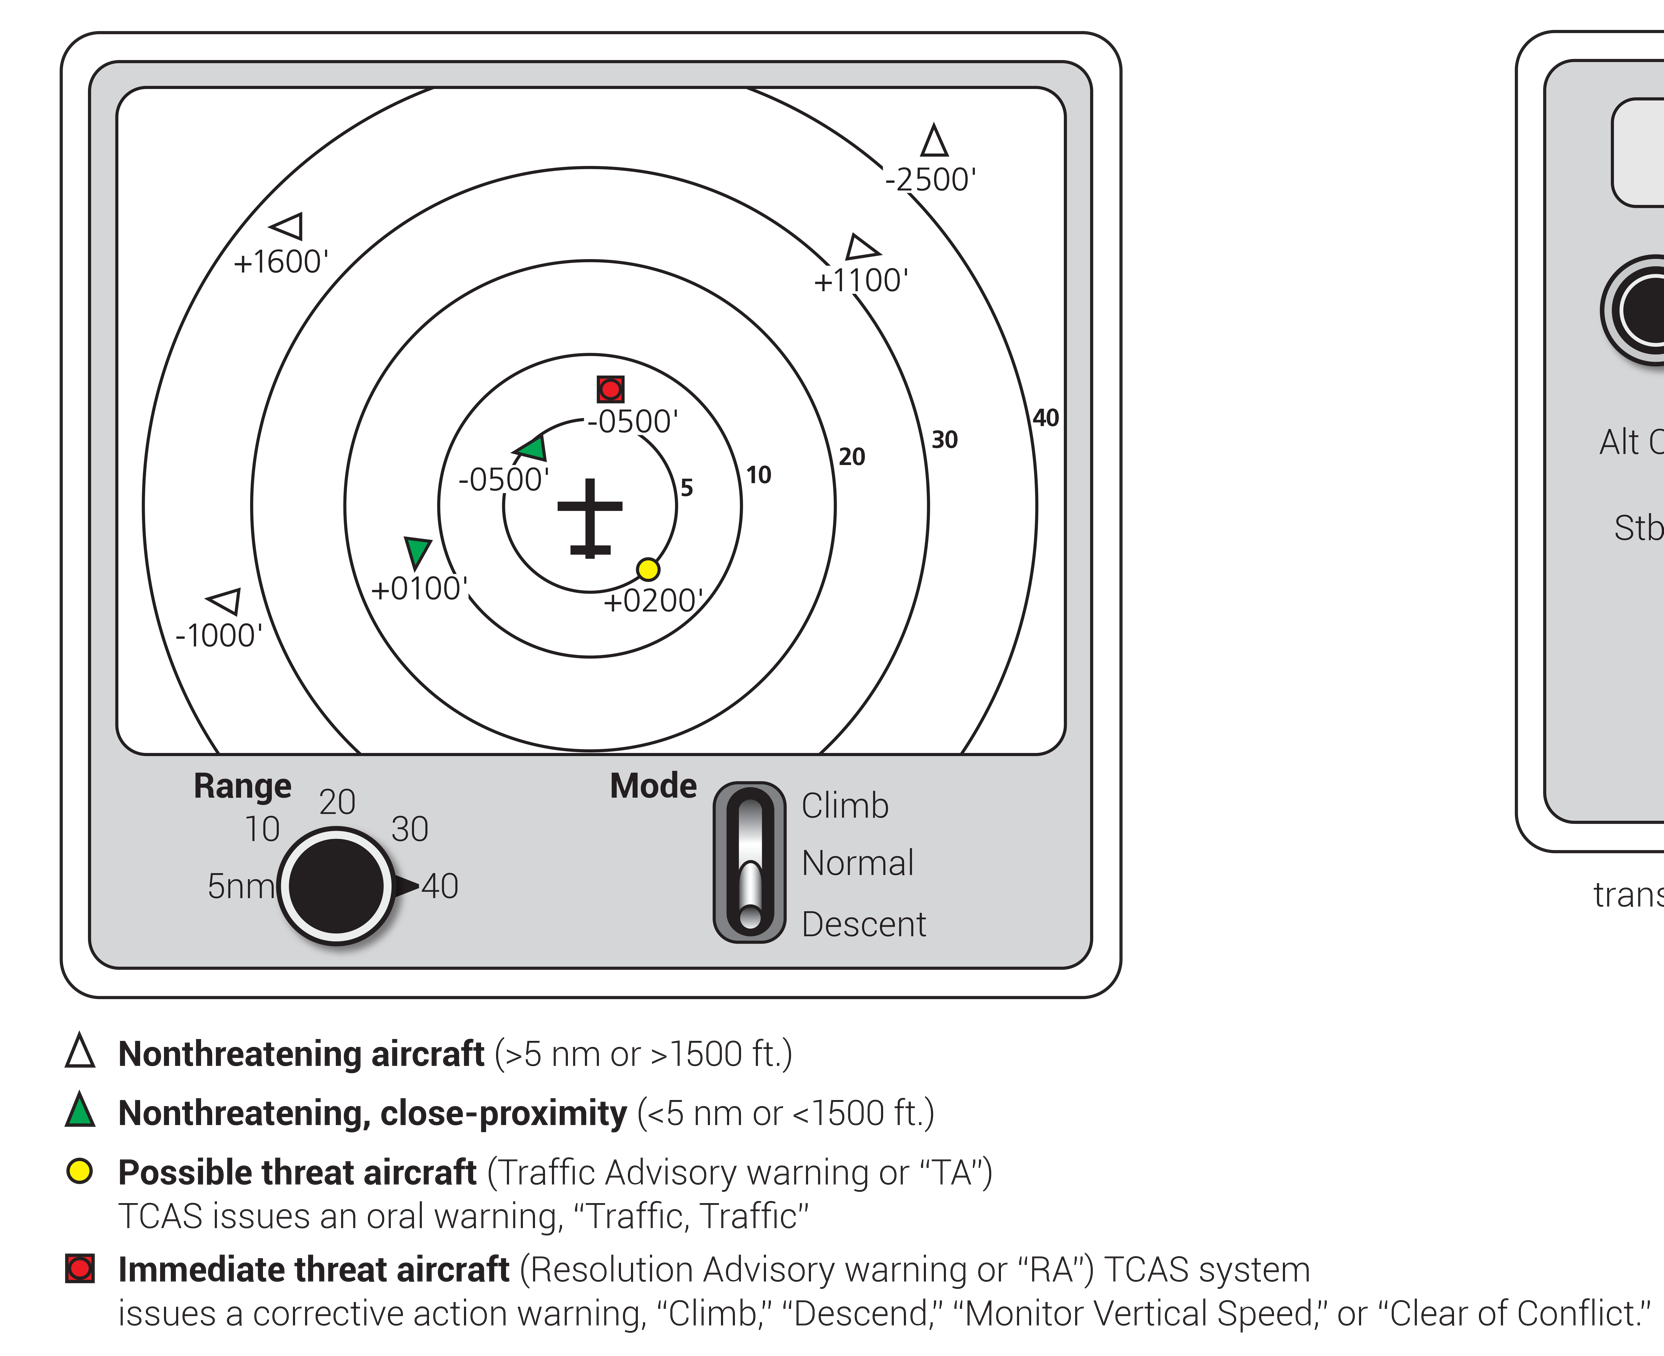 -2500'
+1600'
+1100'
-0500'
40
30
20
10
5
-0500'
+0100'
+0200'
-1000'
Range
Mode
5nm
10
20
30
40
Climb
Normal
Descent
Alt
Stb
trans
Nonthreatening aircraft (>5 nm or >1500 ft.)
Nonthreatening, close-proximity (<5 nm or <1500 ft.)
Possible threat aircraft (Traffic Advisory warning or “TA”)
TCAS issues an oral warning, “Traffic, Traffic”
Immediate threat aircraft (Resolution Advisory warning or “RA”) TCAS system
issues a corrective action warning, “Climb,” “Descend,” “Monitor Vertical Speed,” or “Clear of Conflict.”